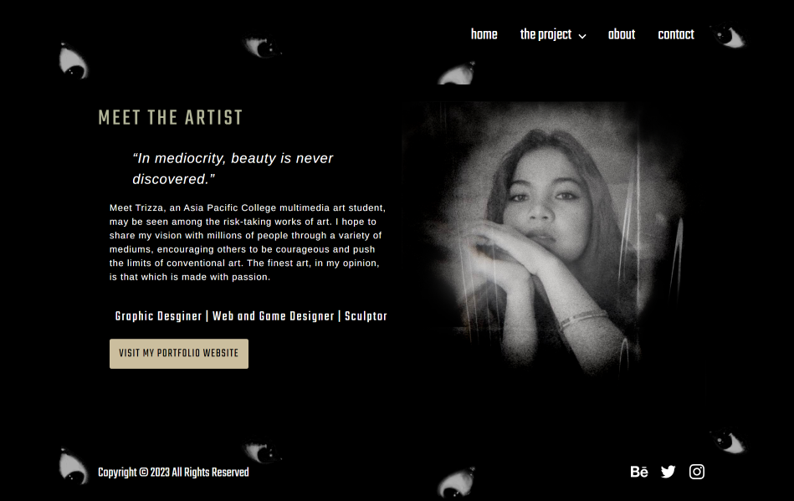 home the project about contact
MEET THE ARTIST
“In mediocrity, beauty is never
discovered.”
Meet Trizza, an Asia Pacific College multimedia art student,
may be seen among the risk-taking works of art. I hope to
share my vision with millions of people through a variety of
mediums, encouraging others to be courageous and push
the limits of conventional art. The finest art, in my opinion,
is that which is made with passion.
Graphic Desginer | Web and Game Designer | Sculptor
VISIT MY PORTFOLIO WEBSITE
Copyright © 2023 All Rights Reserved
Bē